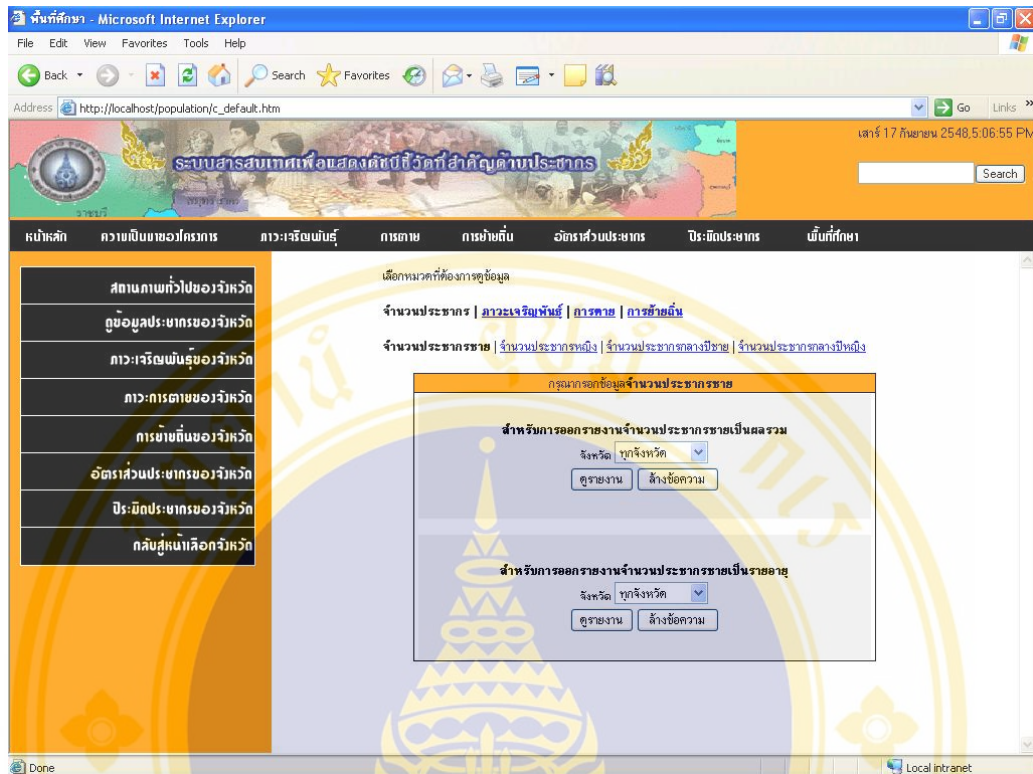 พื้นที่ศึกษา - Microsoft Internet Explorer
File Edit View Favorites Tools Help
Back Search Favorites
Address http://localhost/population/c_default.htm Go Links »
เสาร์ 17 กันยายน 2548,5:06:55 PM
ระบบสารสนเทศเพื่อแสดงดัชนีชี้วัดที่สำคัญด้านประชากร
Search
ราชบุรี
หน้าหลัก ความเป็นมาของโครงการ ภาวะเจริญพันธุ์ การตาย การย้ายถิ่น อัตราส่วนประชากร ปิระมิดประชากร พื้นที่ศึกษา
สถานภาพทั่วไปของจังหวัด
ดูข้อมูลประชากรของจังหวัด
ภาวะเจริญพันธุ์ของจังหวัด
ภาวะการตายของจังหวัด
การย้ายถิ่นของจังหวัด
อัตราส่วนประชากรของจังหวัด
ปิระมิดประชากรของจังหวัด
กลับสู่หน้าเลือกจังหวัด
เลือกหมวดที่ต้องการดูข้อมูล
จำนวนประชากร | ภาวะเจริญพันธุ์ | การตาย | การย้ายถิ่น
จำนวนประชากรชาย | จำนวนประชากรหญิง | จำนวนประชากรกลางปีชาย | จำนวนประชากรกลางปีหญิง
กรุณากรอกข้อมูลจำนวนประชากรชาย
สำหรับการออกรายงานจำนวนประชากรชายเป็นผลรวม
จังหวัด ทุกจังหวัด
ดูรายงาน ล้างข้อความ
สำหรับการออกรายงานจำนวนประชากรชายเป็นรายอายุ
จังหวัด ทุกจังหวัด
ดูรายงาน ล้างข้อความ
Done Local intranet